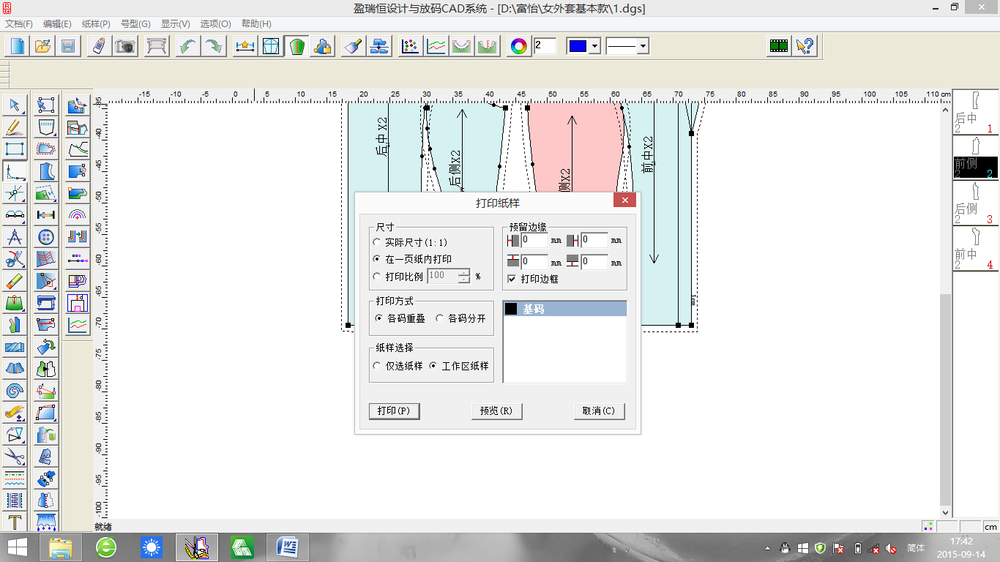 盈瑞恒设计与放码CAD系统 - [D:\富怡\女外套基本款\1.dgs]
文档(F) 编辑(E) 纸样(P) 号型(G) 显示(V) 选项(O) 帮助(H)
2
-15 -10 -5 0 5 10 15 20 25 30 35 40 45 50 55 60 65 70 75 80 85 90 95 100 105 110 cm
-35
-40
-45
-50
-55
-60
-65
-70
-75
-80
-85
-90
-95
-100
后中 X2
后侧X2
侧X2
前中X2
后中
2 1
前侧
2 2
后侧
2 3
前中
2 4
打印纸样
尺寸
实际尺寸(1:1)
在一页纸内打印
打印比例 100 %
预留边缘
0 mm 0 mm
0 mm 0 mm
打印边框
打印方式
各码重叠 各码分开
基码
纸样选择
仅选纸样 工作区纸样
打印(P) 预览(R) 取消(C)
就绪
cm
简体
17:42
2015-09-14